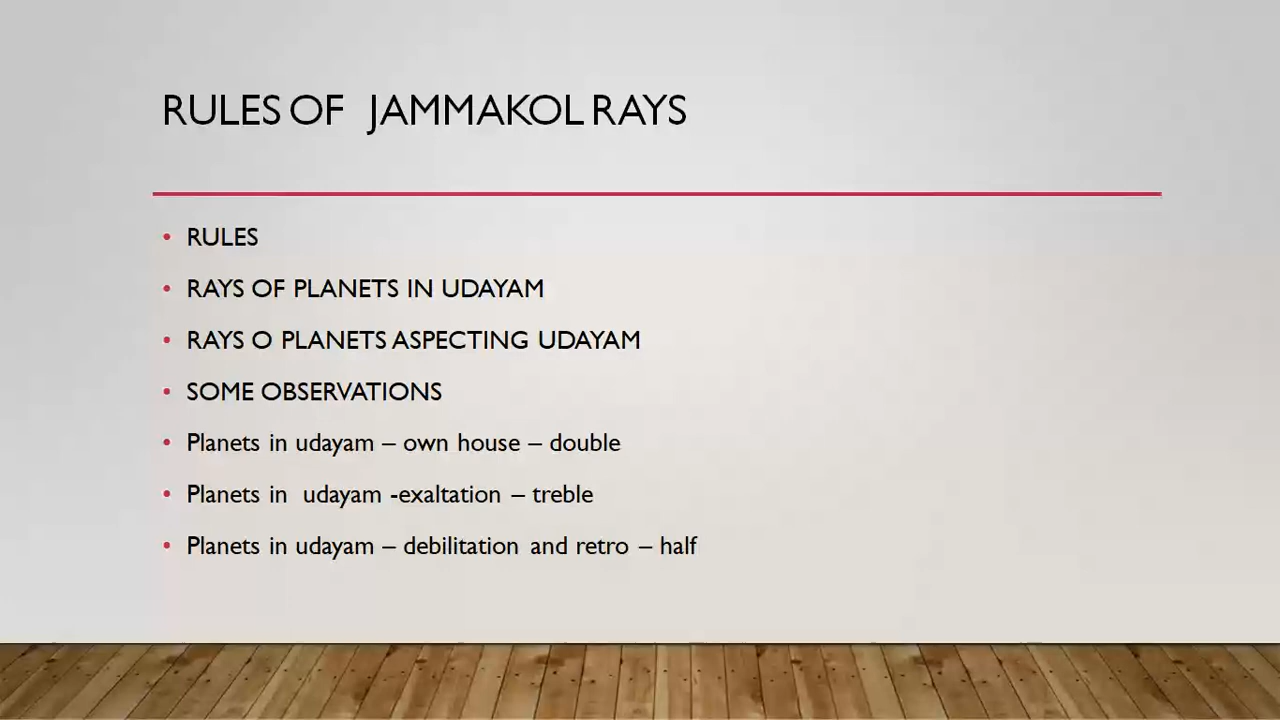 RULES OF JAMMAKOL RAYS
• RULES
• RAYS OF PLANETS IN UDAYAM
• RAYS O PLANETS ASPECTING UDAYAM
• SOME OBSERVATIONS
• Planets in udayam – own house – double
• Planets in udayam -exaltation – treble
• Planets in udayam – debilitation and retro – half